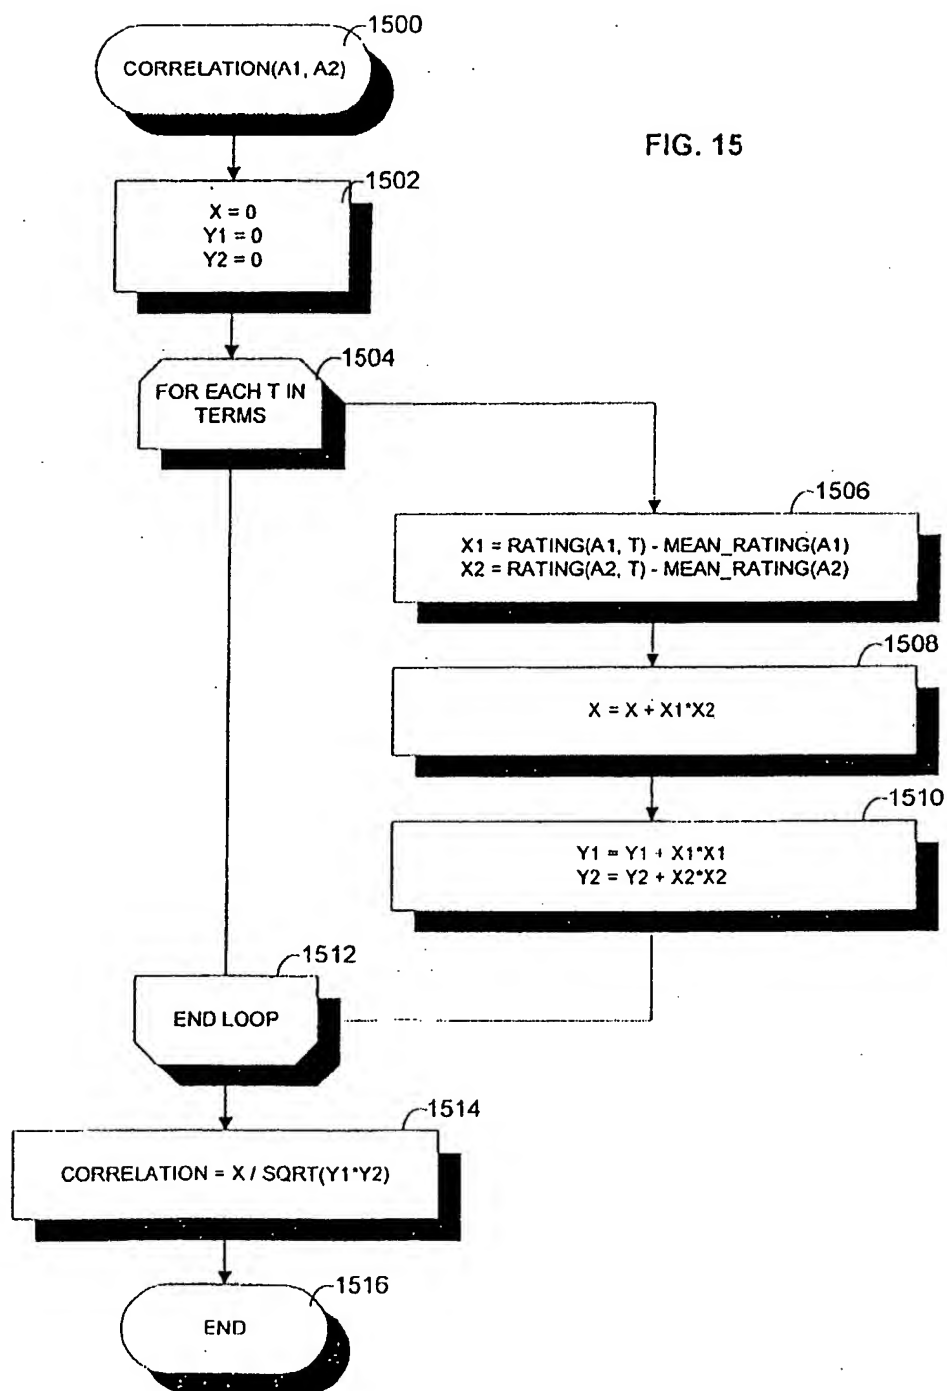 1500
CORRELATION(A1, A2)
FIG. 15
1502
X = 0
Y1 = 0
Y2 = 0
1504
FOR EACH T IN
TERMS
1506
X1 = RATING(A1, T) - MEAN_RATING(A1)
X2 = RATING(A2, T) - MEAN_RATING(A2)
1508
X = X + X1*X2
1510
Y1 = Y1 + X1*X1
Y2 = Y2 + X2*X2
1512
END LOOP
1514
CORRELATION = X / SQRT(Y1*Y2)
1516
END